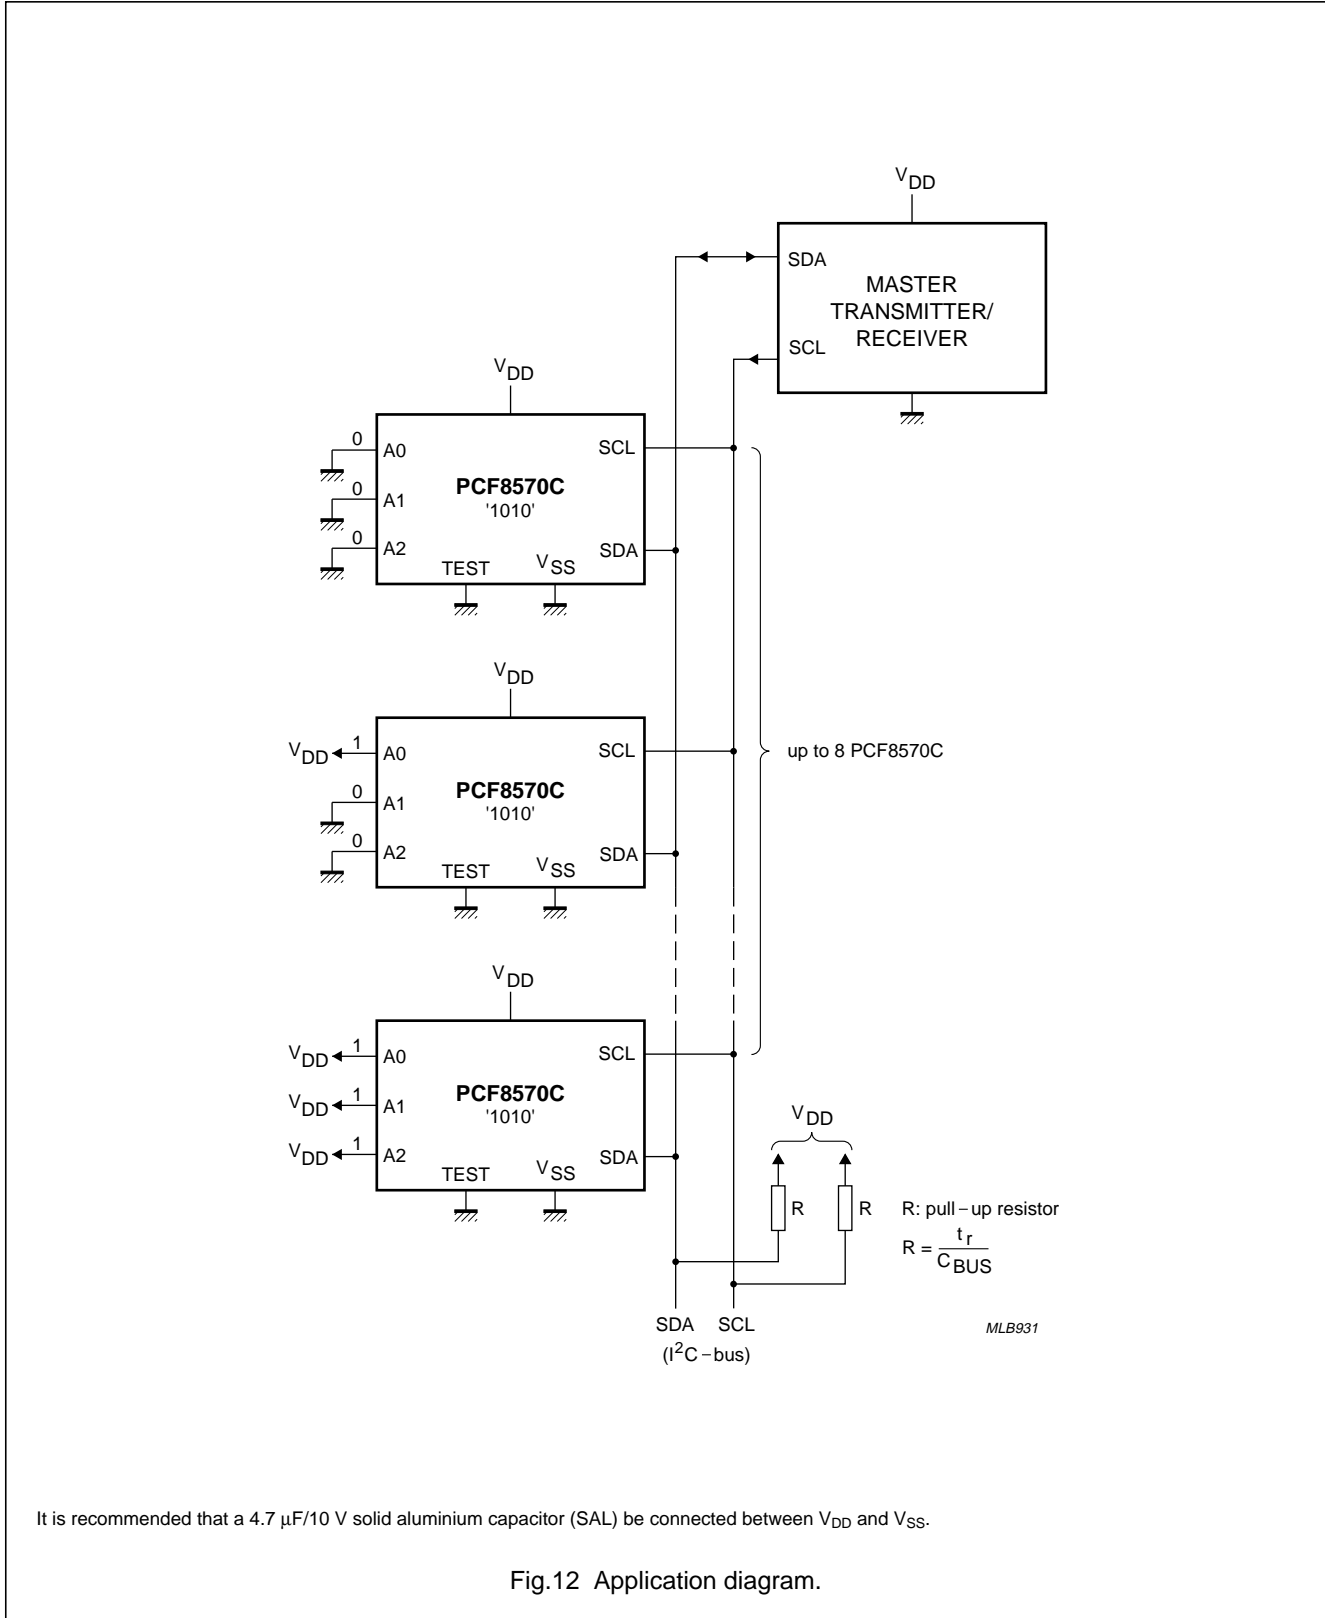 VDD
SDA
MASTER
TRANSMITTER/
RECEIVER
SCL
VDD
0 A0 SCL
PCF8570C
0 A1
'1010'
0 A2 SDA
TEST VSS
VDD
VDD 1 A0 SCL
up to 8 PCF8570C
PCF8570C
0 A1
'1010'
0 A2 SDA
TEST VSS
VDD
VDD 1 A0 SCL
PCF8570C
VDD 1 A1
'1010'
VDD 1 A2 SDA
TEST VSS
VDD
R R R: pull–up resistor
R = tr / CBUS
SDA SCL
(I²C–bus)
MLB931
It is recommended that a 4.7 μF/10 V solid aluminium capacitor (SAL) be connected between VDD and VSS.
Fig.12 Application diagram.